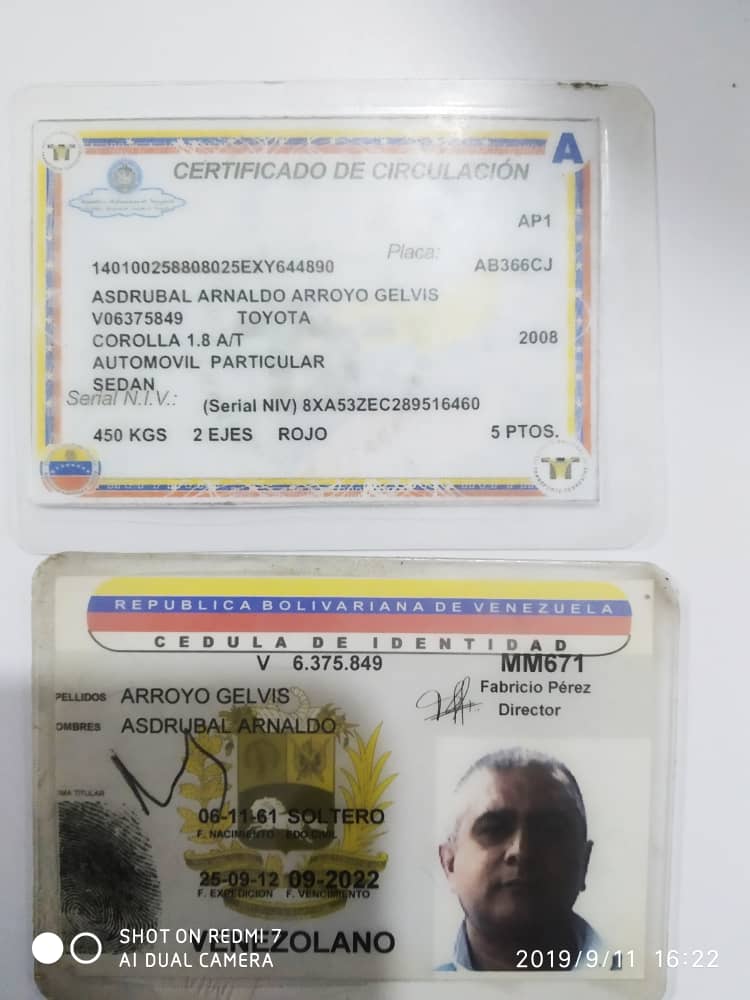 CERTIFICADO DE CIRCULACIÓN
A
AP1
Placa:
140100258808025EXY644890 AB366CJ
ASDRUBAL ARNALDO ARROYO GELVIS
V06375849 TOYOTA
COROLLA 1.8 A/T 2008
AUTOMOVIL PARTICULAR
SEDAN
Serial N.I.V.: (Serial NIV) 8XA53ZEC289516460
450 KGS 2 EJES ROJO 5 PTOS.
REPUBLICA BOLIVARIANA DE VENEZUELA
CEDULA DE IDENTIDAD
V 6.375.849 MM671
PELLIDOS ARROYO GELVIS Fabricio Pérez
OMBRES ASDRUBAL ARNALDO Director
MA TITULAR
06-11-61 SOLTERO
F. NACIMIENTO EDO CIVIL
25-09-12 09-2022
F. EXPEDICION F. VENCIMIENTO
VENEZOLANO
SHOT ON REDMI 7
AI DUAL CAMERA
2019/9/11 16:22